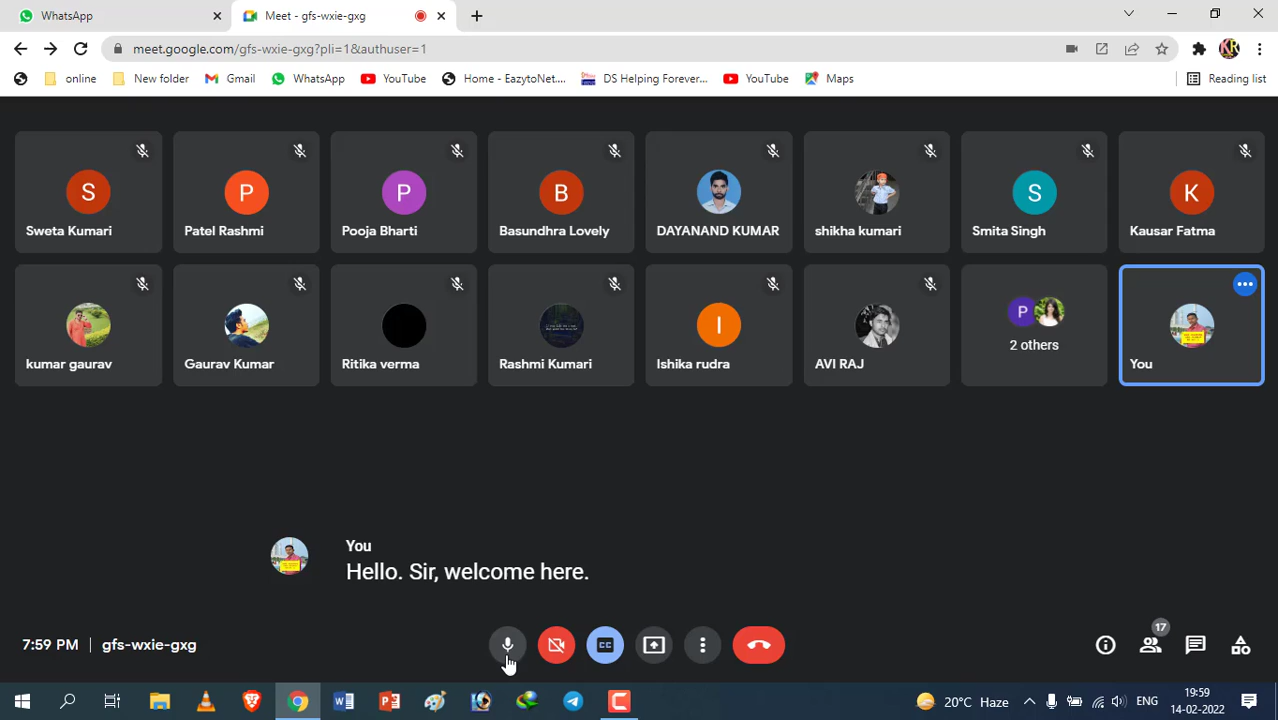 WhatsApp
Meet - gfs-wxie-gxg
meet.google.com/gfs-wxie-gxg?pli=1&authuser=1
KR
online New folder Gmail WhatsApp YouTube Home - EazytoNet... DS Helping Forever... YouTube Maps Reading list
S P P B S K
Sweta Kumari Patel Rashmi Pooja Bharti Basundhra Lovely DAYANAND KUMAR shikha kumari Smita Singh Kausar Fatma
I P
2 others
kumar gaurav Gaurav Kumar Ritika verma Rashmi Kumari Ishika rudra AVI RAJ You
You
Hello. Sir, welcome here.
17
7:59 PM gfs-wxie-gxg CC
20°C Haze ENG 19:59
14-02-2022